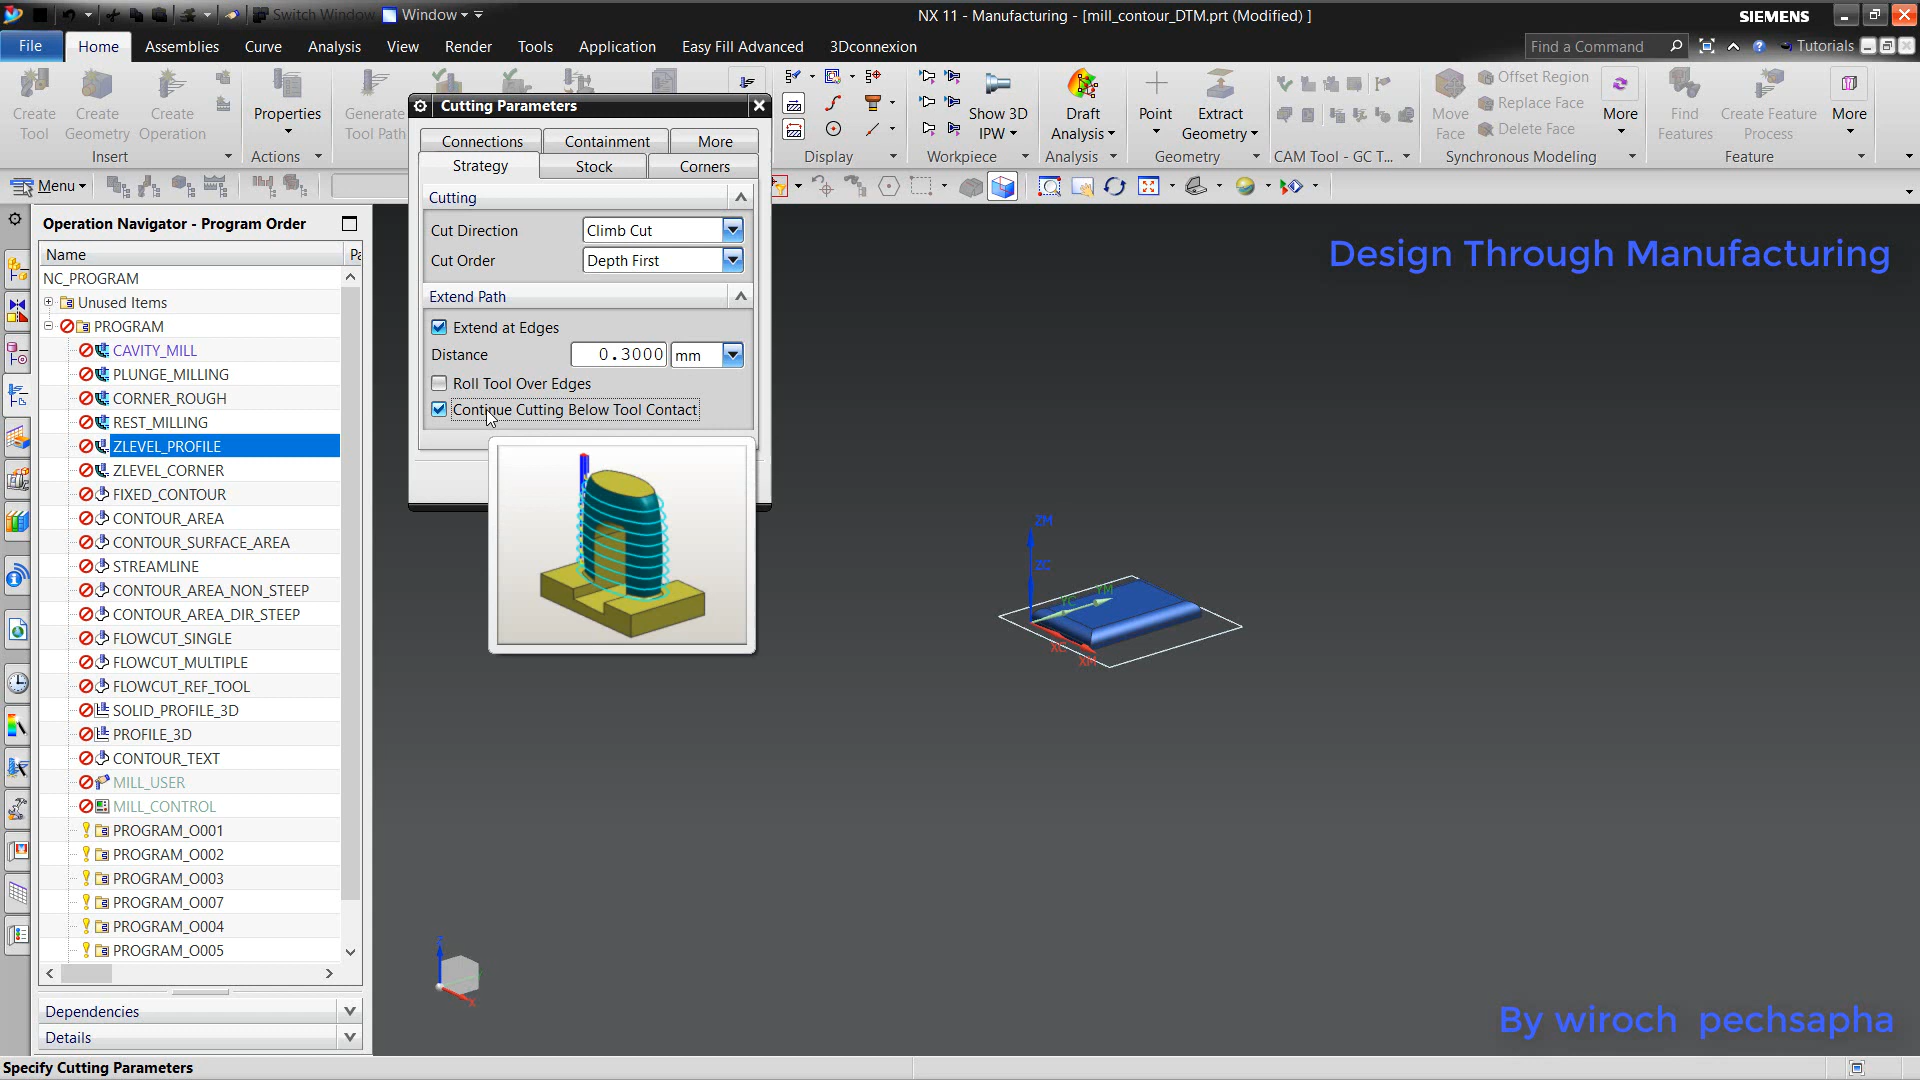 Switch Window Window
NX 11 - Manufacturing - [mill_contour_DTM.prt (Modified) ]
SIEMENS
File Home Assemblies Curve Analysis View Render Tools Application Easy Fill Advanced 3Dconnexion
Find a Command
Tutorials
Create Tool
Create Geometry
Create Operation
Insert
Properties
Actions
Generate Tool Path
Display
Show 3D IPW
Workpiece
Draft Analysis
Analysis
Point
Extract Geometry
Geometry
CAM Tool - GC T...
Move Face
Offset Region
Replace Face
Delete Face
More
Synchronous Modeling
Find Features
Create Feature Process
More
Feature
Menu
Cutting Parameters
Connections Containment More
Strategy Stock Corners
Cutting
Cut Direction Climb Cut
Cut Order Depth First
Extend Path
Extend at Edges
Distance 0.3000 mm
Roll Tool Over Edges
Continue Cutting Below Tool Contact
Operation Navigator - Program Order
Name
NC_PROGRAM
Unused Items
PROGRAM
CAVITY_MILL
PLUNGE_MILLING
CORNER_ROUGH
REST_MILLING
ZLEVEL_PROFILE
ZLEVEL_CORNER
FIXED_CONTOUR
CONTOUR_AREA
CONTOUR_SURFACE_AREA
STREAMLINE
CONTOUR_AREA_NON_STEEP
CONTOUR_AREA_DIR_STEEP
FLOWCUT_SINGLE
FLOWCUT_MULTIPLE
FLOWCUT_REF_TOOL
SOLID_PROFILE_3D
PROFILE_3D
CONTOUR_TEXT
MILL_USER
MILL_CONTROL
PROGRAM_O001
PROGRAM_O002
PROGRAM_O003
PROGRAM_O007
PROGRAM_O004
PROGRAM_O005
Dependencies
Details
Design Through Manufacturing
ZM
ZC
YC YM
XC
XM
By wiroch pechsapha
Specify Cutting Parameters